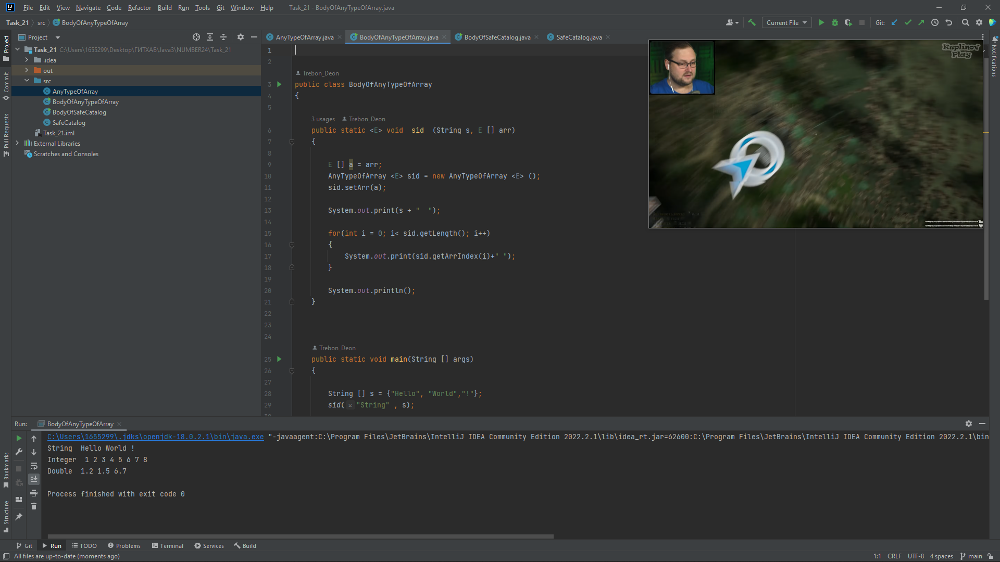 File Edit View Navigate Code Refactor Build Run Tools Git Window Help Task_21 - BodyOfAnyTypeOfArray.java
Task_21 src BodyOfAnyTypeOfArray Current File Git:
Project AnyTypeOfArray.java BodyOfAnyTypeOfArray.java BodyOfSafeCatalog.java SafeCatalog.java
Project
Commit
Pull Requests
Bookmarks
Structure
Notifications
Task_21 C:\Users\1655299\Desktop\ГИТХАБ\Java3\NUMBER24\Task_21
.idea
out
src
AnyTypeOfArray
BodyOfAnyTypeOfArray
BodyOfSafeCatalog
SafeCatalog
Task_21.iml
External Libraries
Scratches and Consoles
1
2
Trebon_Deon
3 public class BodyOfAnyTypeOfArray
4 {
5
3 usages Trebon_Deon
6 public static <E> void  sid  (String s, E [] arr)
7 {
8
9 E [] a = arr;
10 AnyTypeOfArray <E> sid = new AnyTypeOfArray <E> ();
11 sid.setArr(a);
12
13 System.out.print(s + "  ");
14
15 for(int i = 0; i< sid.getLength(); i++)
16 {
17 System.out.print(sid.getArrIndex(i)+" ");
18 }
19
20 System.out.println();
21 }
22
23
24
Trebon_Deon
25 public static void main(String [] args)
26 {
27
28 String [] s = {"Hello", "World","!"};
29 sid( s: "String" , s);
Kuplinov
Play
Run: BodyOfAnyTypeOfArray
C:\Users\1655299\.jdks\openjdk-18.0.2.1\bin\java.exe "-javaagent:C:\Program Files\JetBrains\IntelliJ IDEA Community Edition 2022.2.1\lib\idea_rt.jar=62600:C:\Program Files\JetBrains\IntelliJ IDEA Community Edition 2022.2.1\bin
String  Hello World !
Integer  1 2 3 4 5 6 7 8
Double  1.2 1.5 6.7
Process finished with exit code 0
Git Run TODO Problems Terminal Services Build
All files are up-to-date (moments ago) 1:1 CRLF UTF-8 4 spaces main